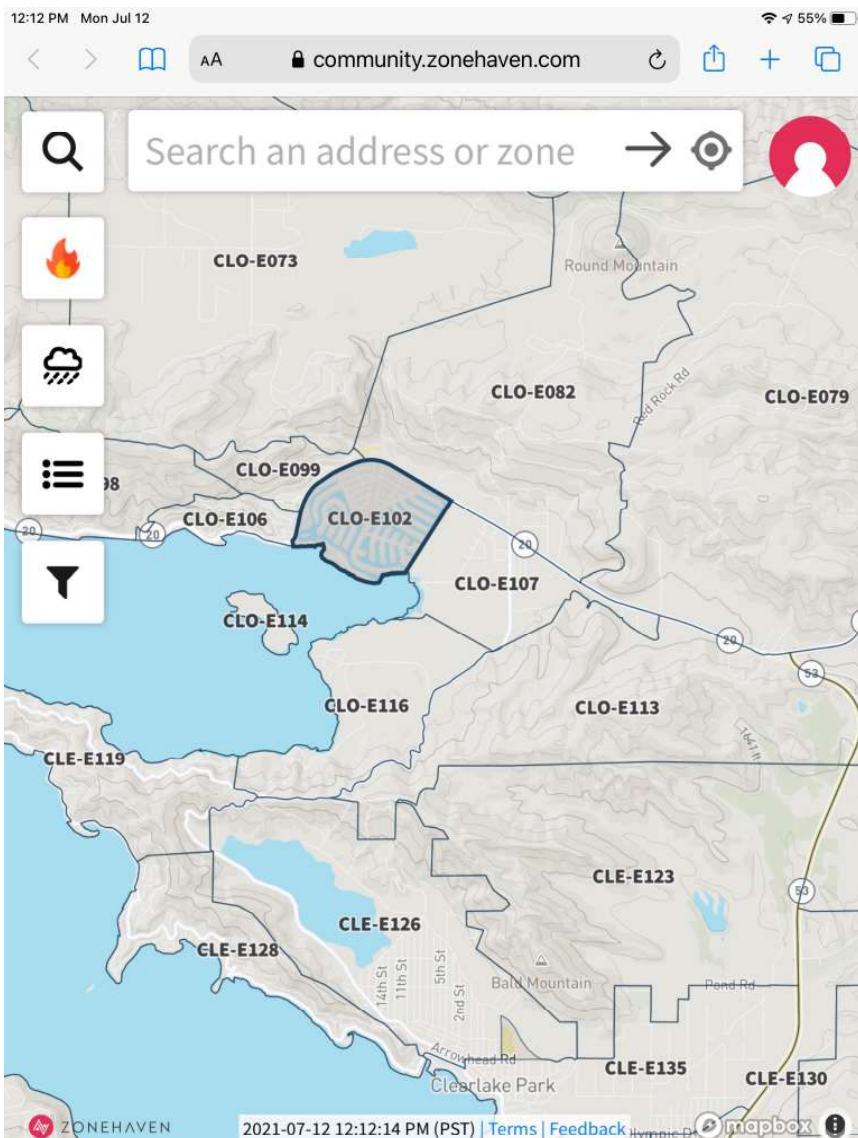 12:12 PM Mon Jul 12
55%
AA
community.zonehaven.com
Search an address or zone
CLO-E073
Round Mountain
CLO-E082
Red Rock Rd
CLO-E079
98
CLO-E099
CLO-E106
CLO-E102
20
20
20
CLO-E107
CLO-E114
20
53
CLO-E116
CLO-E113
1641 ft
CLE-E119
CLE-E123
53
CLE-E126
CLE-E128
14th St
11th St
5th St
2nd St
Bald Mountain
Pond Rd
Arrowhead Rd
Clearlake Park
CLE-E135
CLE-E130
ZONEHAVEN
2021-07-12 12:12:14 PM (PST) | Terms | Feedback
mapbox